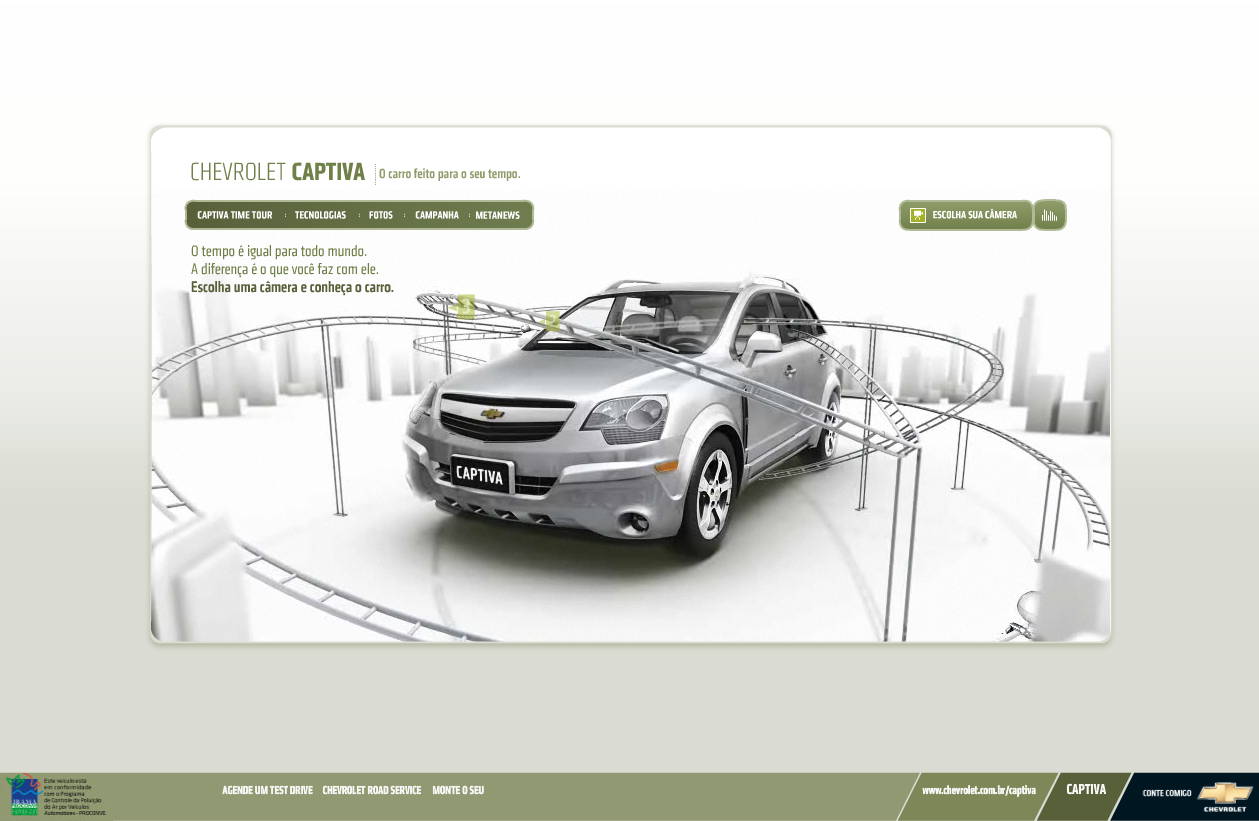 CHEVROLET CAPTIVA O carro feito para o seu tempo.
CAPTIVA TIME TOUR TECNOLOGIAS FOTOS CAMPANHA METANEWS
ESCOLHA SUA CÂMERA
O tempo é igual para todo mundo.
A diferença é o que você faz com ele.
Escolha uma câmera e conheça o carro.
CAPTIVA
Este veículo está
em conformidade
com o Programa
de Controle da Poluição
do Ar por Veículos
Automotores - PROCONVE.
AGENDE UM TEST DRIVE CHEVROLET ROAD SERVICE MONTE O SEU
www.chevrolet.com.br/captiva
CAPTIVA
CONTE COMIGO
CHEVROLET